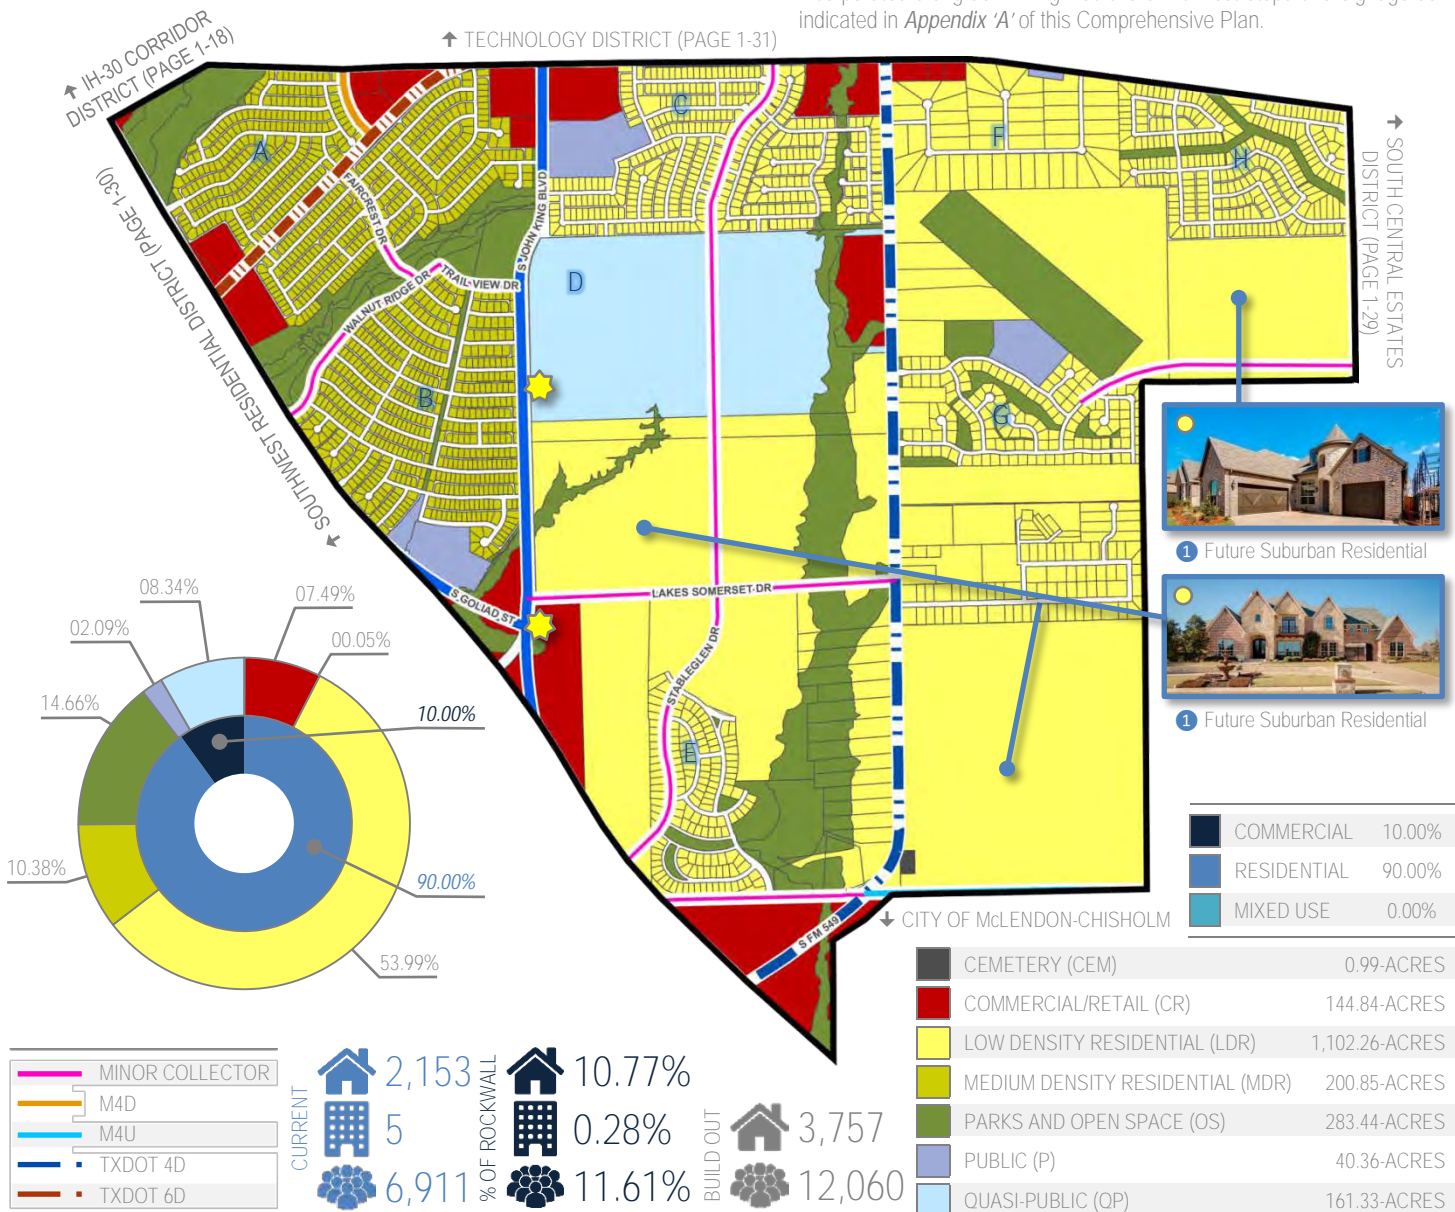 indicated in Appendix ‘A’ of this Comprehensive Plan.
↑ IH-30 CORRIDOR
DISTRICT (PAGE 1-18)
↑ TECHNOLOGY DISTRICT (PAGE 1-31)
→ SOUTH CENTRAL ESTATES
DISTRICT (PAGE 1-29)
SOUTHWEST RESIDENTIAL DISTRICT (PAGE 1-30)
A
B
C
D
E
F
G
H
FAIRCREST DR
WALNUT RIDGE DR
TRAIL VIEW DR
S JOHN KING BLVD
S GOLIAD ST
LAKES SOMERSET DR
STABLEGLEN DR
S FM 549
1 Future Suburban Residential
1 Future Suburban Residential
↓ CITY OF McLENDON-CHISHOLM
08.34%
07.49%
02.09%
00.05%
14.66%
10.00%
10.38%
90.00%
53.99%
COMMERCIAL 10.00%
RESIDENTIAL 90.00%
MIXED USE 0.00%
CEMETERY (CEM) 0.99-ACRES
COMMERCIAL/RETAIL (CR) 144.84-ACRES
LOW DENSITY RESIDENTIAL (LDR) 1,102.26-ACRES
MEDIUM DENSITY RESIDENTIAL (MDR) 200.85-ACRES
PARKS AND OPEN SPACE (OS) 283.44-ACRES
PUBLIC (P) 40.36-ACRES
QUASI-PUBLIC (QP) 161.33-ACRES
MINOR COLLECTOR
M4D
M4U
TXDOT 4D
TXDOT 6D
CURRENT
2,153
5
6,911
% OF ROCKWALL
10.77%
0.28%
11.61%
BUILD OUT
3,757
12,060